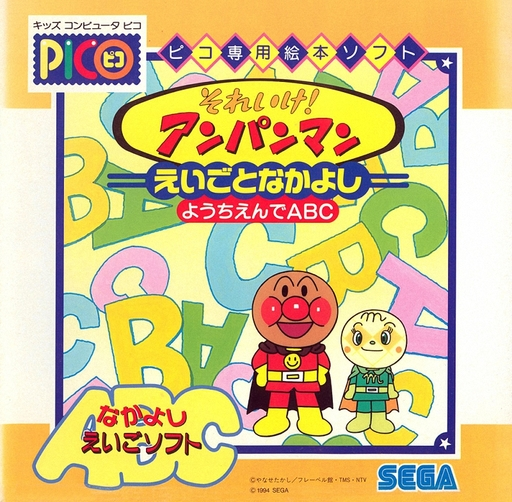 キッズ コンピュータ ピコ
PICO ピコ
ピコ専用絵本ソフト
それいけ!
アンパンマン
えいごとなかよし
ようちえんでABC
ABC
なかよし
えいごソフト
©やなせたかし/フレーベル館・TMS・NTV
©1994 SEGA
SEGA